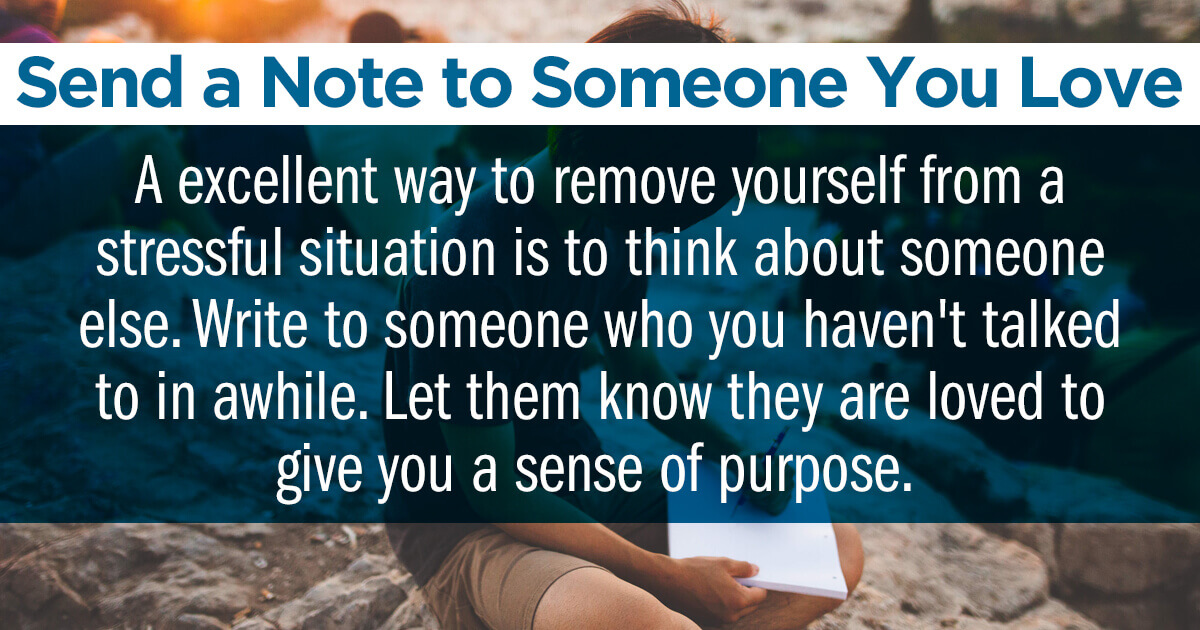 Send a Note to Someone You Love
A excellent way to remove yourself from a
stressful situation is to think about someone
else. Write to someone who you haven't talked
to in awhile. Let them know they are loved to
give you a sense of purpose.